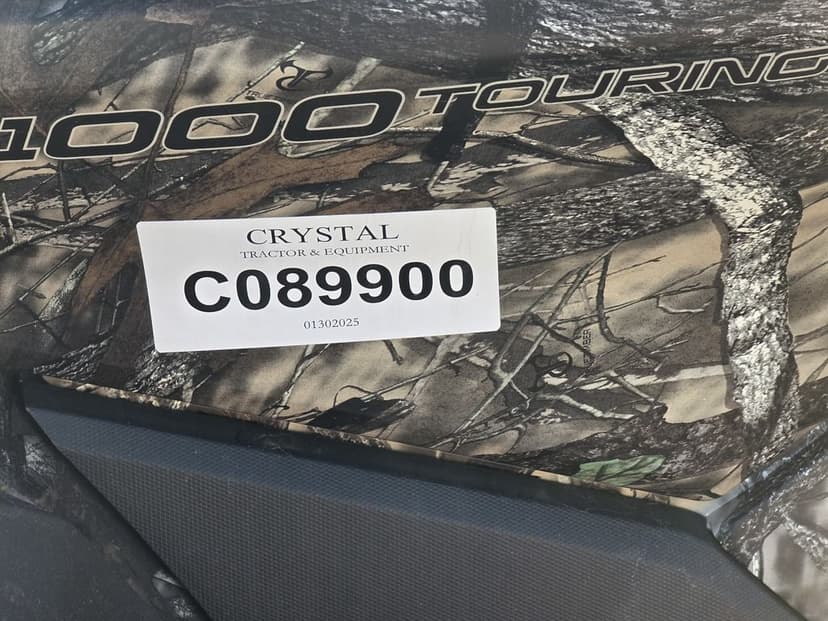 1000 TOURING
CRYSTAL
TRACTOR & EQUIPMENT
C089900
01302025